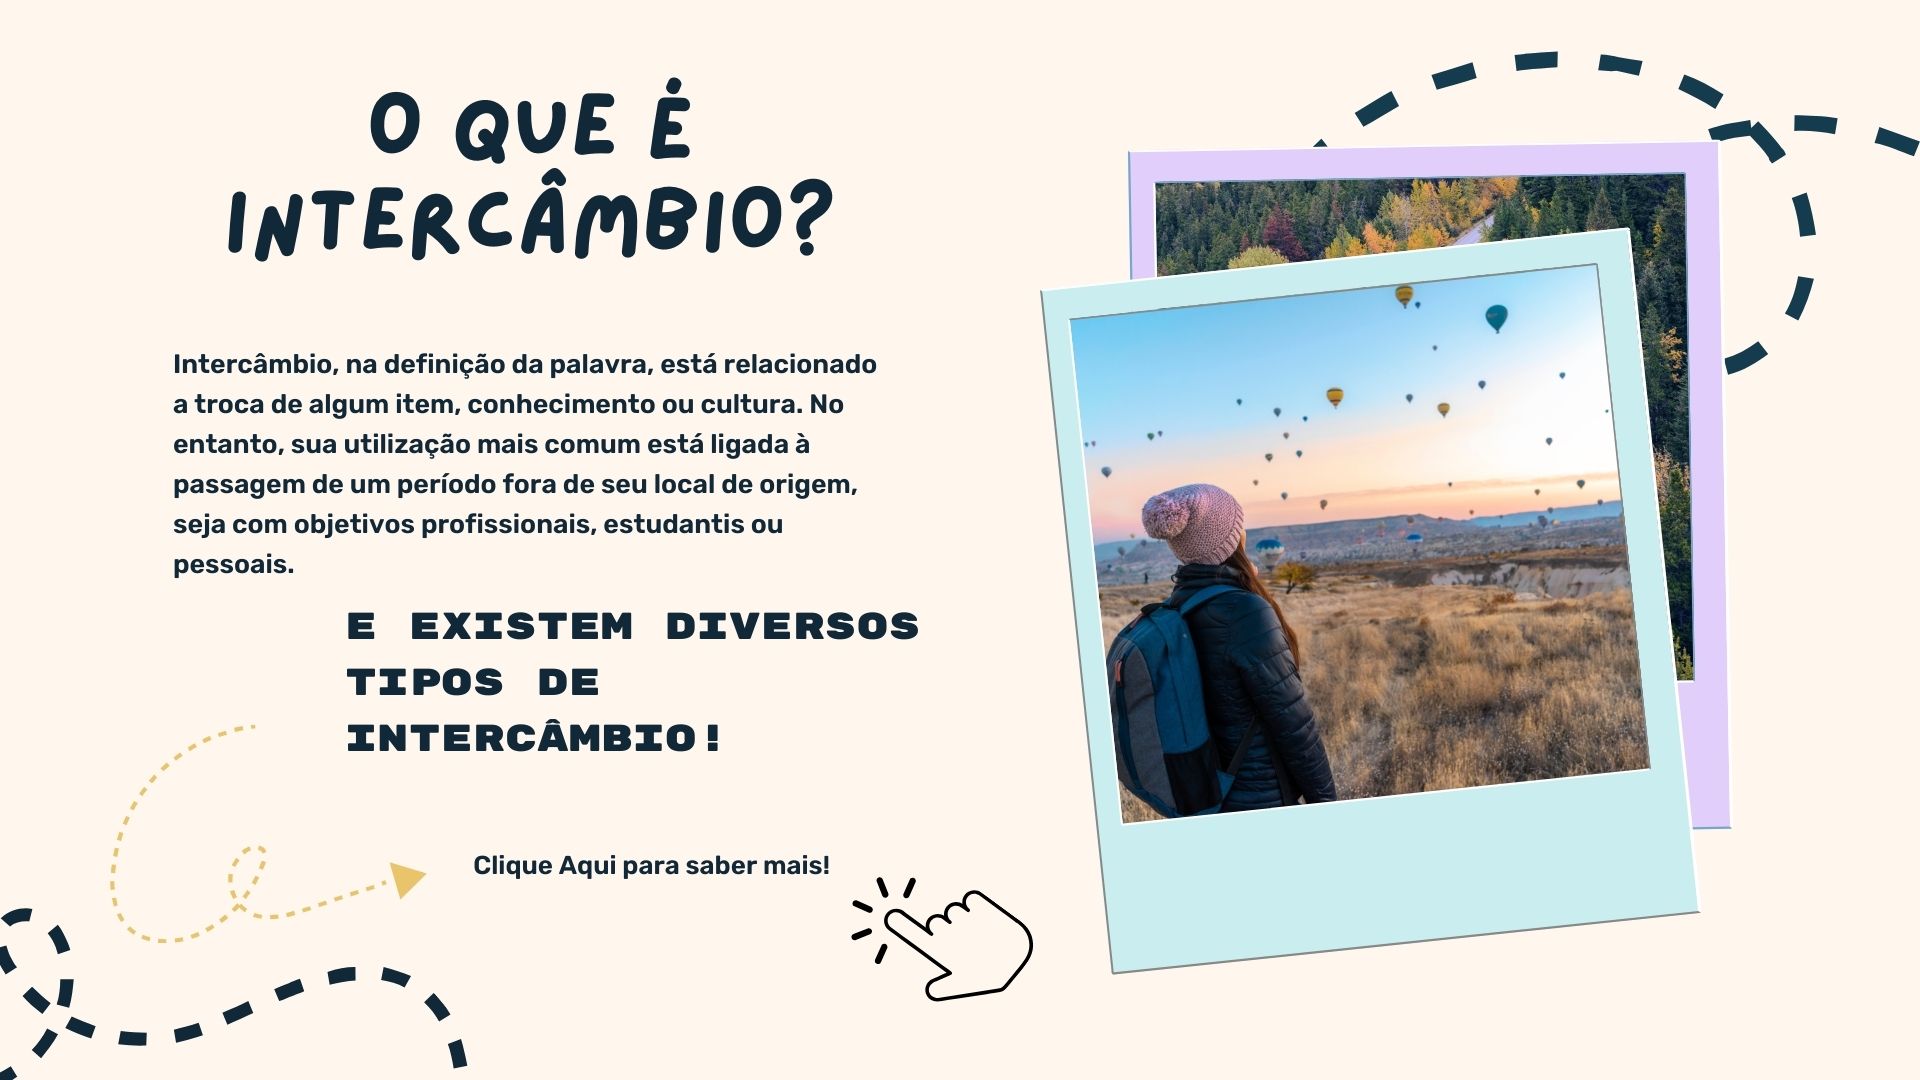 O QUE É
INTERCÂMBIO?
Intercâmbio, na definição da palavra, está relacionado
a troca de algum item, conhecimento ou cultura. No
entanto, sua utilização mais comum está ligada à
passagem de um período fora de seu local de origem,
seja com objetivos profissionais, estudantis ou
pessoais.
E EXISTEM DIVERSOS
TIPOS DE
INTERCÂMBIO!
Clique Aqui para saber mais!